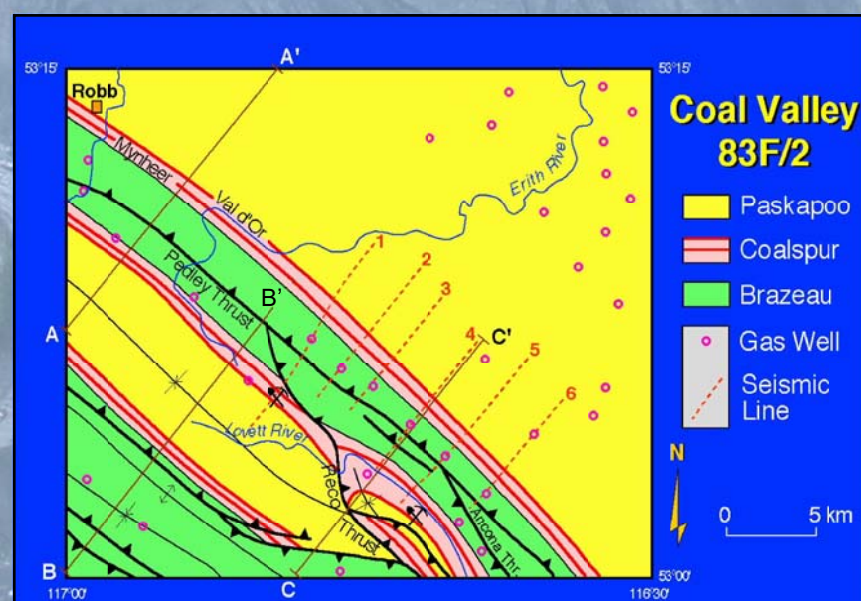 A'
53°15'
53°15'
Robb
Coal Valley
83F/2
Mynheer
Val d'Or
Erith River
Paskapoo
Coalspur
Brazeau
Gas Well
Seismic
Line
Pedley Thrust
B'
1
2
3
4
C'
5
6
A
Lovett River
Reco
Thrust
Ancona Thr.
N
0 5 km
B
C
53°00'
117°00'
116°30'